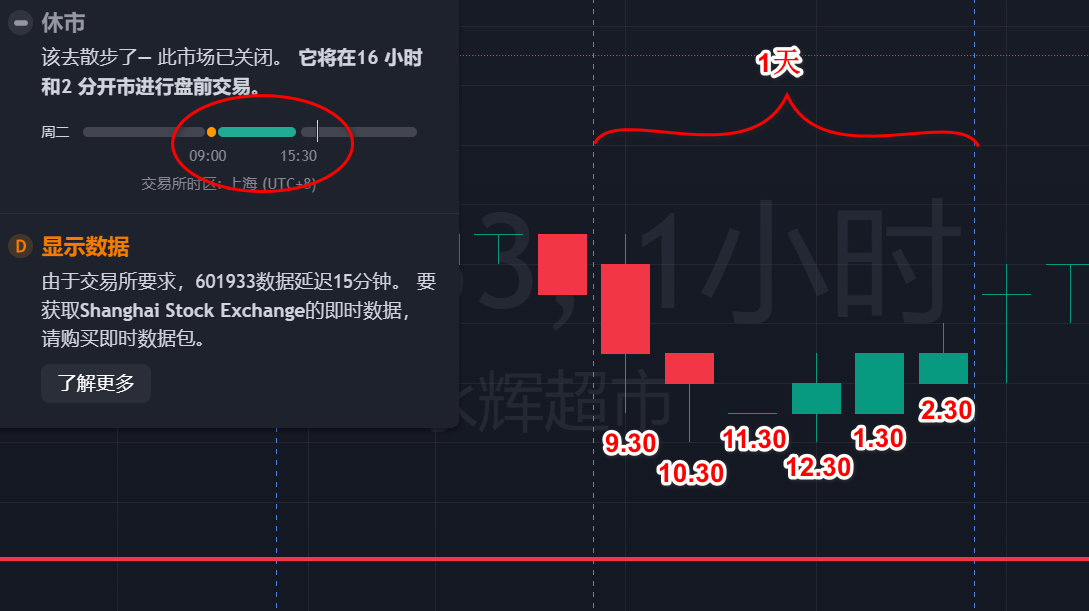 休市
该去散步了— 此市场已关闭。 它将在16 小时
和2 分开市进行盘前交易。
周二
09:00
15:30
交易所时区: 上海 (UTC+8)
D 显示数据
由于交易所要求，601933数据延迟15分钟。 要
获取Shanghai Stock Exchange的即时数据，
请购买即时数据包。
了解更多
1天
3, 1小时
永辉超市
9.30
10.30
11.30
12.30
1.30
2.30